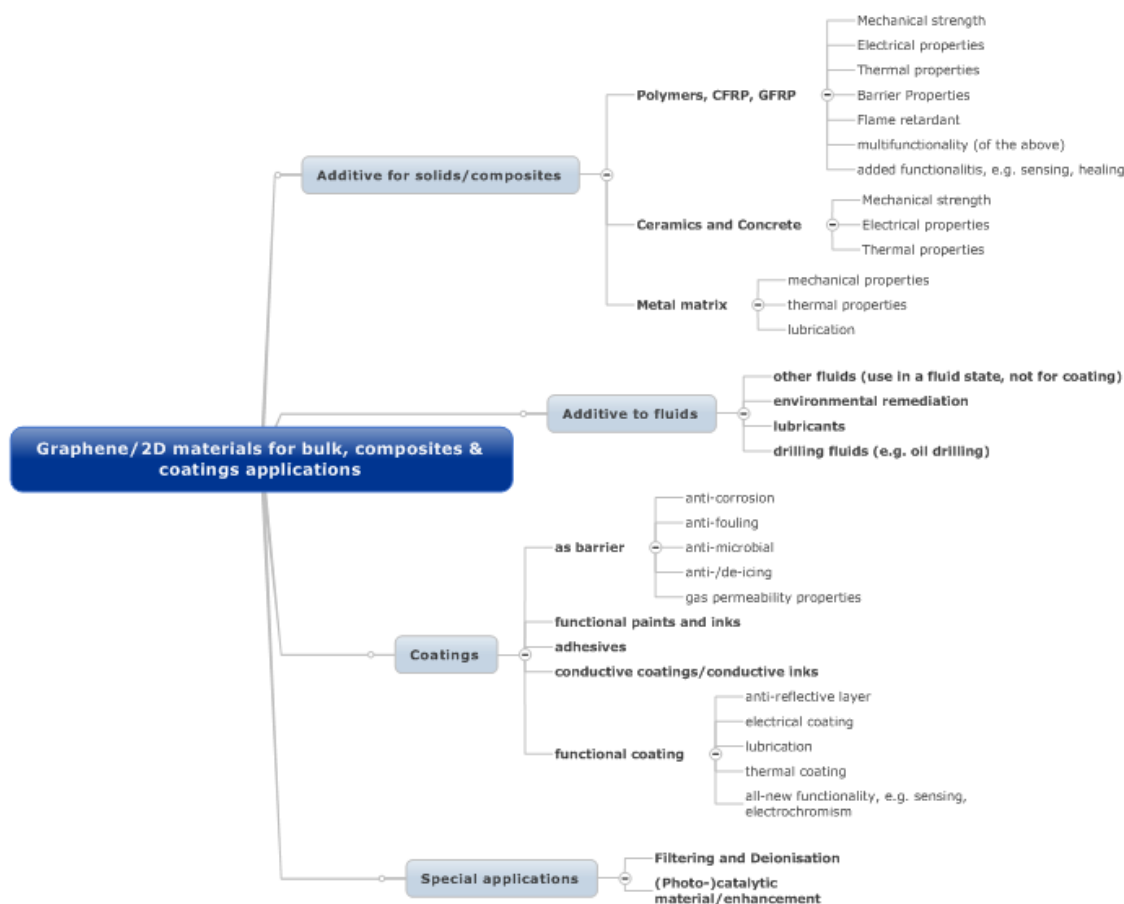 Graphene/2D materials for bulk, composites &
coatings applications
Additive for solids/composites
Polymers, CFRP, GFRP
Mechanical strength
Electrical properties
Thermal properties
Barrier Properties
Flame retardant
multifunctionality (of the above)
added functionalitis, e.g. sensing, healing
Ceramics and Concrete
Mechanical strength
Electrical properties
Thermal properties
Metal matrix
mechanical properties
thermal properties
lubrication
Additive to fluids
other fluids (use in a fluid state, not for coating)
environmental remediation
lubricants
drilling fluids (e.g. oil drilling)
Coatings
as barrier
anti-corrosion
anti-fouling
anti-microbial
anti-/de-icing
gas permeability properties
functional paints and inks
adhesives
conductive coatings/conductive inks
functional coating
anti-reflective layer
electrical coating
lubrication
thermal coating
all-new functionality, e.g. sensing,
electrochromism
Special applications
Filtering and Deionisation
(Photo-)catalytic
material/enhancement